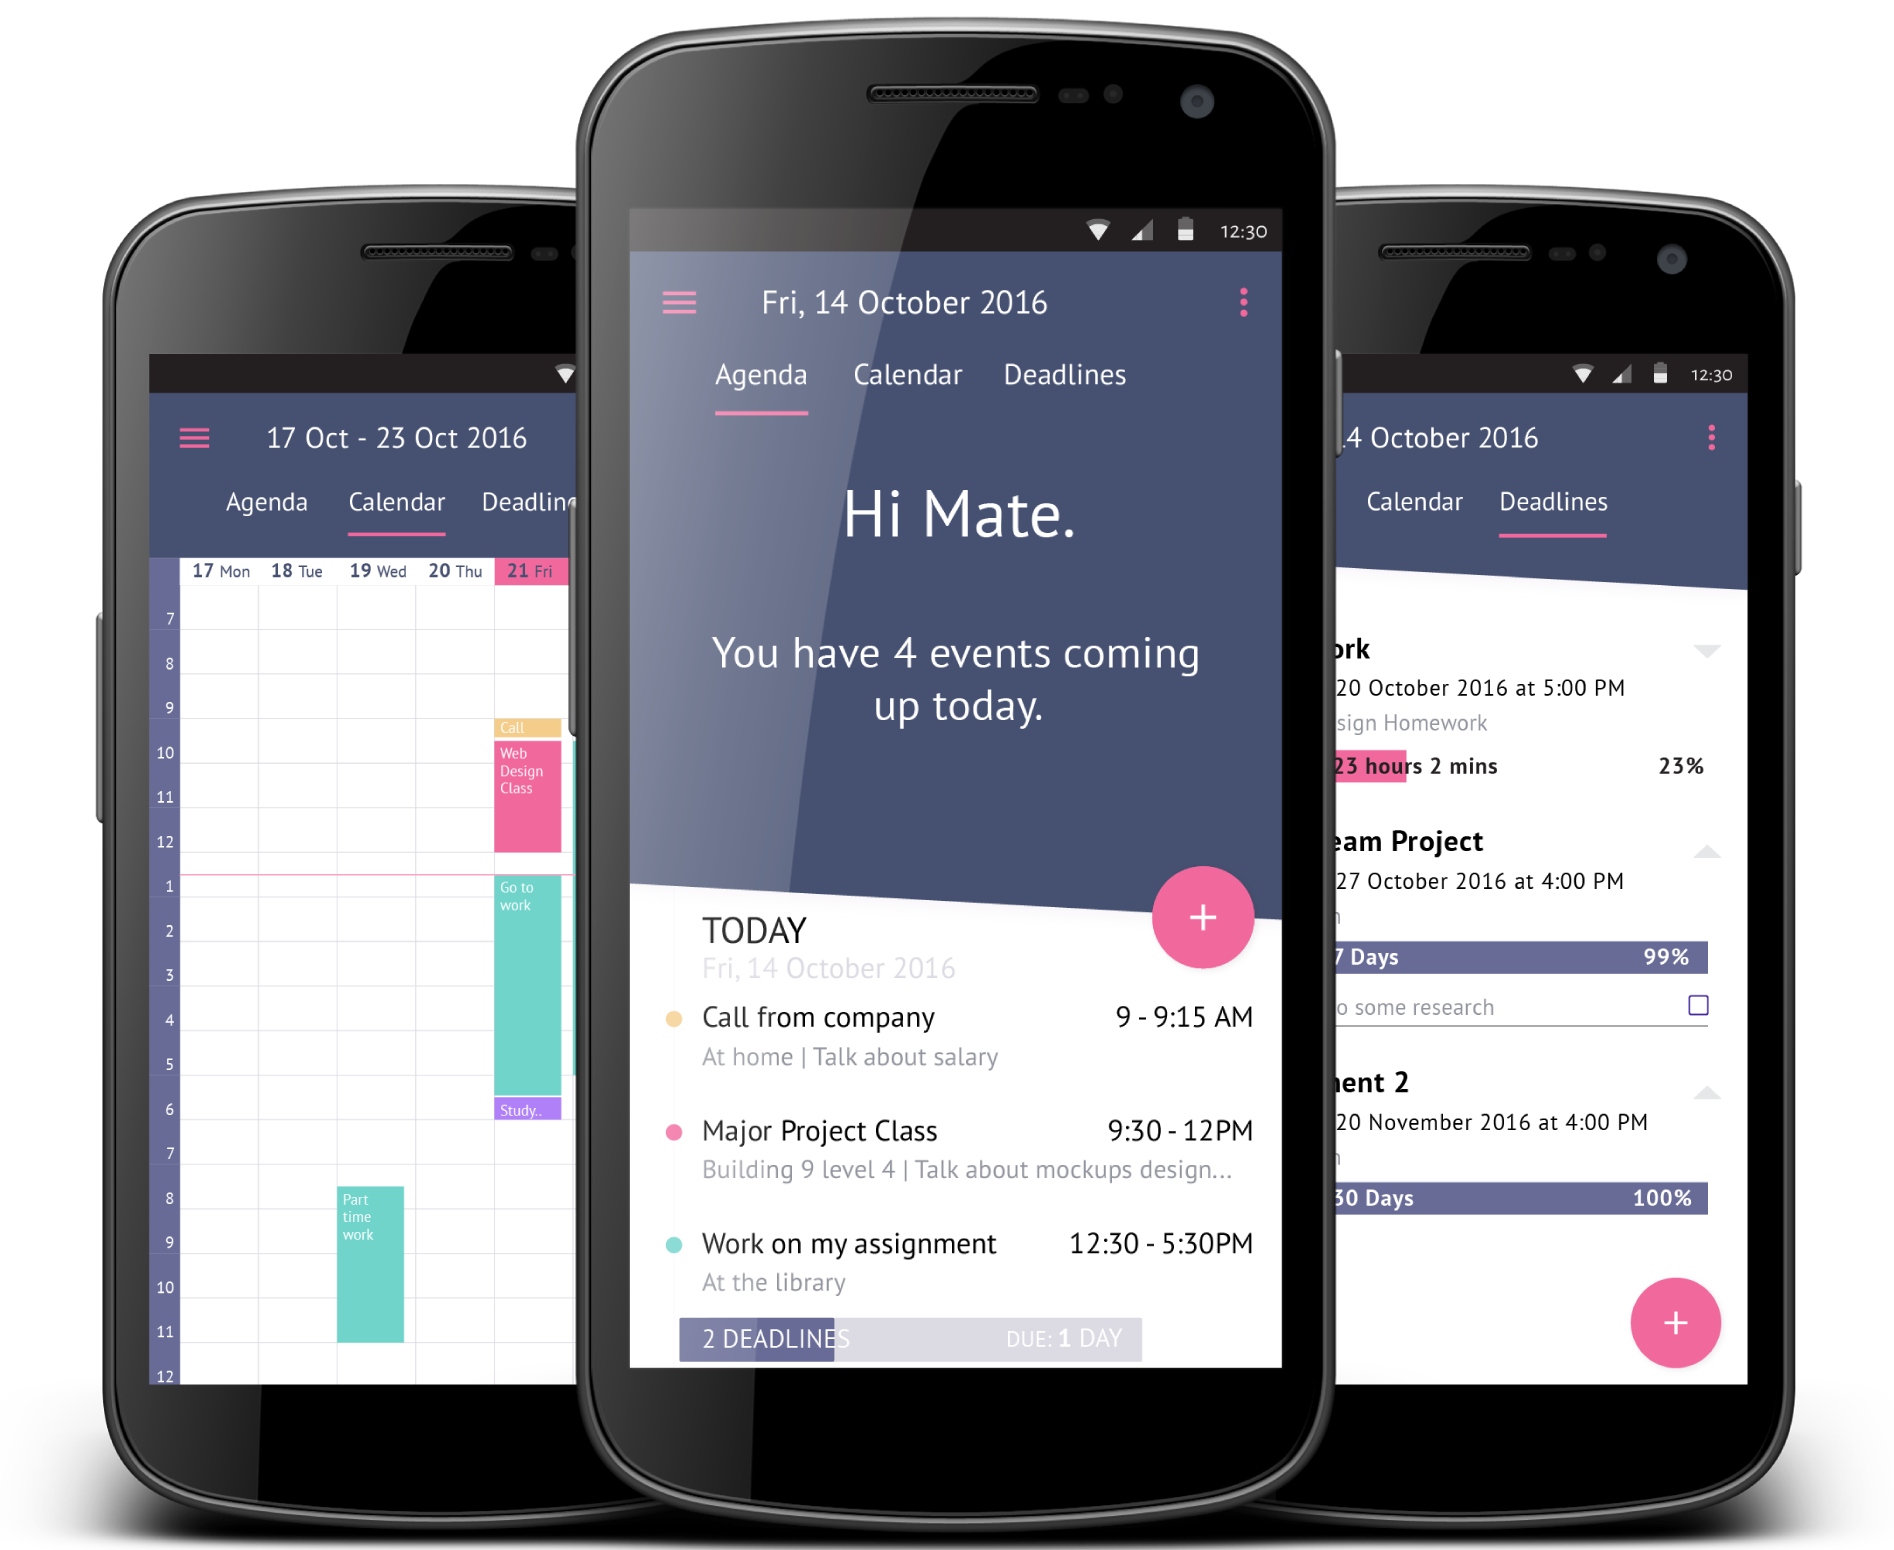 17 Oct - 23 Oct 2016
Agenda Calendar
17 Mon 18 Tue 19 Wed 20 Thu 21 Fri
7
8
9
Call
10
Web
Design
Class
11
12
1
Go to
work
2
3
4
5
6
Study..
7
8
Part
time
work
9
10
11
12
12:30
Fri, 14 October 2016
Agenda Calendar Deadlines
Hi Mate.
You have 4 events coming
up today.
+
TODAY
Fri, 14 October 2016
Call from company 9 - 9:15 AM
At home | Talk about salary
Major Project Class 9:30 - 12PM
Building 9 level 4 | Talk about mockups design...
Work on my assignment 12:30 - 5:30PM
At the library
2 DEADLINES DUE: 1 DAY
12:30
14 October 2016
Calendar Deadlines
20 October 2016 at 5:00 PM
Homework
23 hours 2 mins 23%
Project
27 October 2016 at 4:00 PM
7 Days 99%
some research
2
20 November 2016 at 4:00 PM
30 Days 100%
+